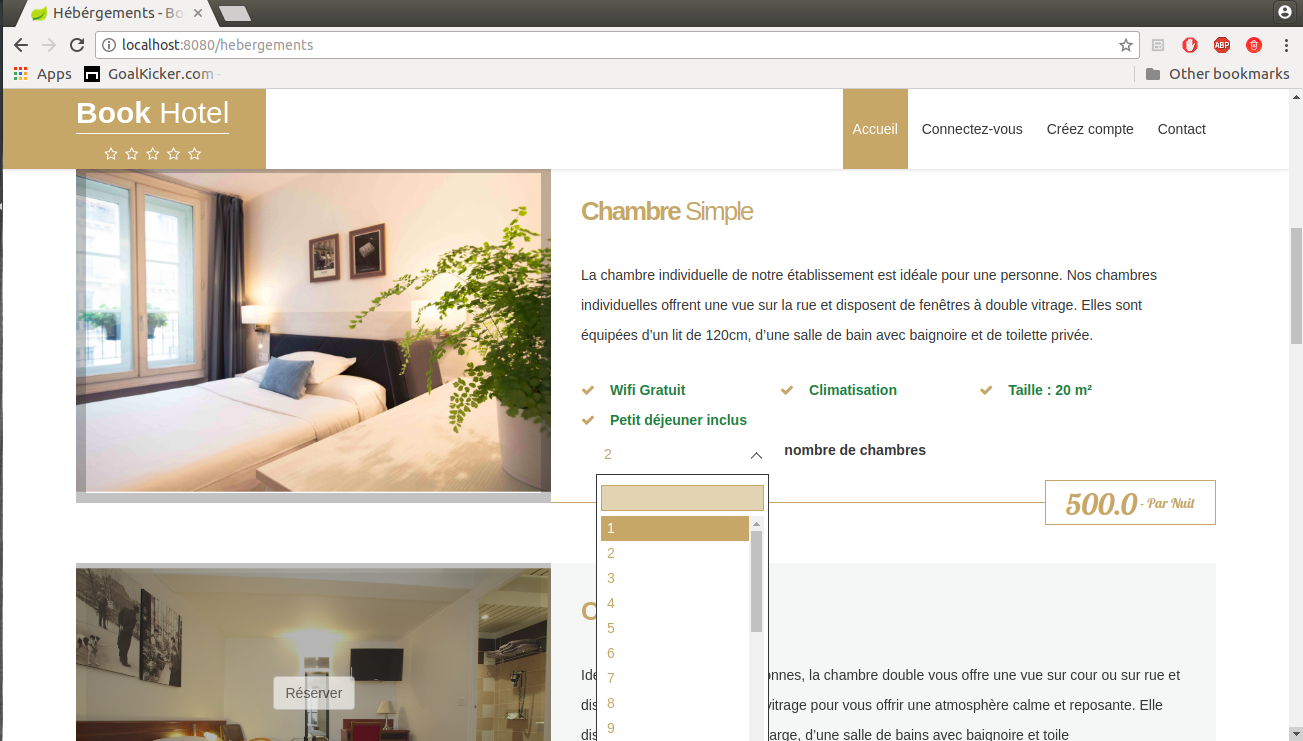 Hébérgements - Bo
localhost:8080/hebergements
ABP
Apps GoalKicker.com Other bookmarks
Book Hotel
Accueil Connectez-vous Créez compte Contact
Chambre Simple
La chambre individuelle de notre établissement est idéale pour une personne. Nos chambres
individuelles offrent une vue sur la rue et disposent de fenêtres à double vitrage. Elles sont
équipées d’un lit de 120cm, d’une salle de bain avec baignoire et de toilette privée.
Wifi Gratuit Climatisation Taille : 20 m²
Petit déjeuner inclus
2 nombre de chambres
500.0 - Par Nuit
1
2
3
4
5
6
7
8
9
C
Ide nnes, la chambre double vous offre une vue sur cour ou sur rue et
dis vitrage pour vous offrir une atmosphère calme et reposante. Elle
dis arge, d’une salle de bains avec baignoire et toile
Réserver